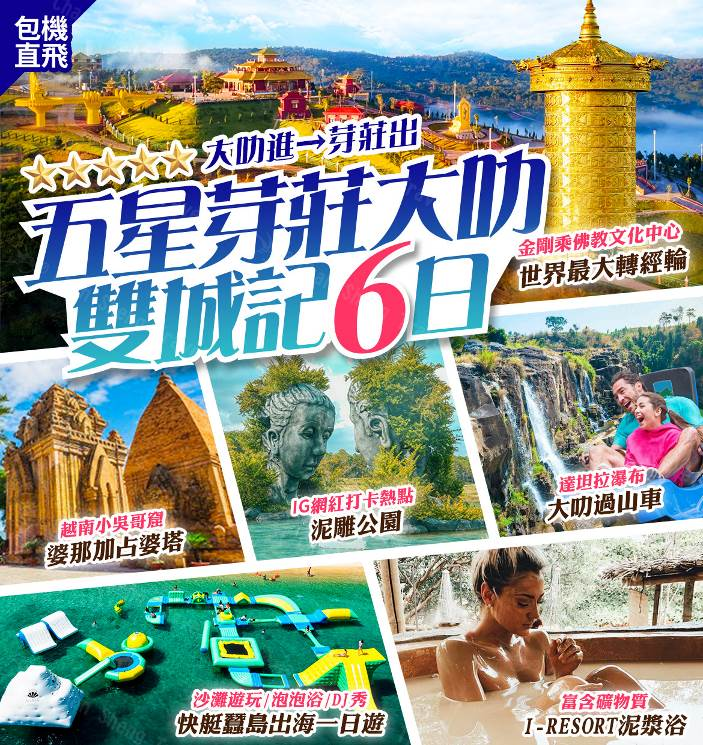 包機
直飛
大叻進→芽莊出
五星芽莊大叻
雙城記6日
金剛乘佛教文化中心
世界最大轉經輪
越南小吳哥窟
婆那加占婆塔
IG網紅打卡熱點
泥雕公園
達坦拉瀑布
大叻過山車
沙灘遊玩/泡泡浴/DJ秀
快艇蠶島出海一日遊
富含礦物質
I-RESORT泥漿浴